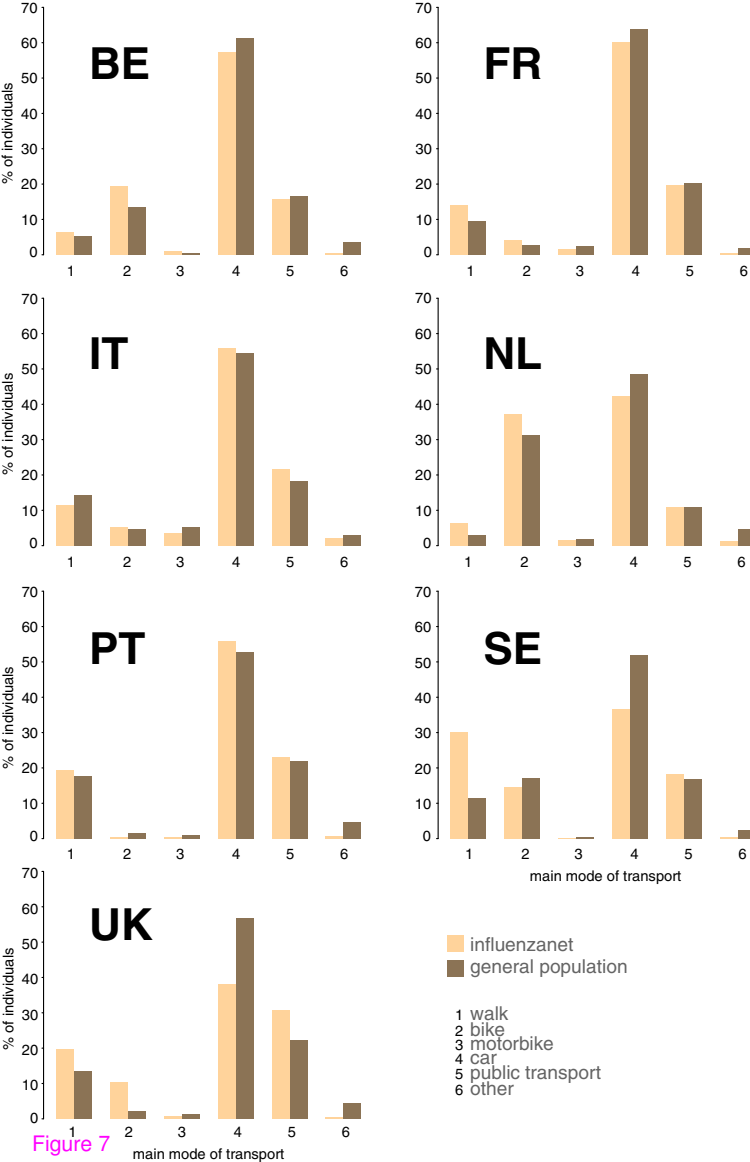 70
60
50
40
30
20
10
0
% of individuals
BE
1 2 3 4 5 6
70
60
50
40
30
20
10
0
FR
1 2 3 4 5 6
70
60
50
40
30
20
10
0
% of individuals
IT
1 2 3 4 5 6
70
60
50
40
30
20
10
0
NL
1 2 3 4 5 6
70
60
50
40
30
20
10
0
% of individuals
PT
1 2 3 4 5 6
70
60
50
40
30
20
10
0
SE
1 2 3 4 5 6
main mode of transport
70
60
50
40
30
20
10
0
% of individuals
UK
1 2 3 4 5 6
main mode of transport
influenzanet
general population
1 walk
2 bike
3 motorbike
4 car
5 public transport
6 other
Figure 7